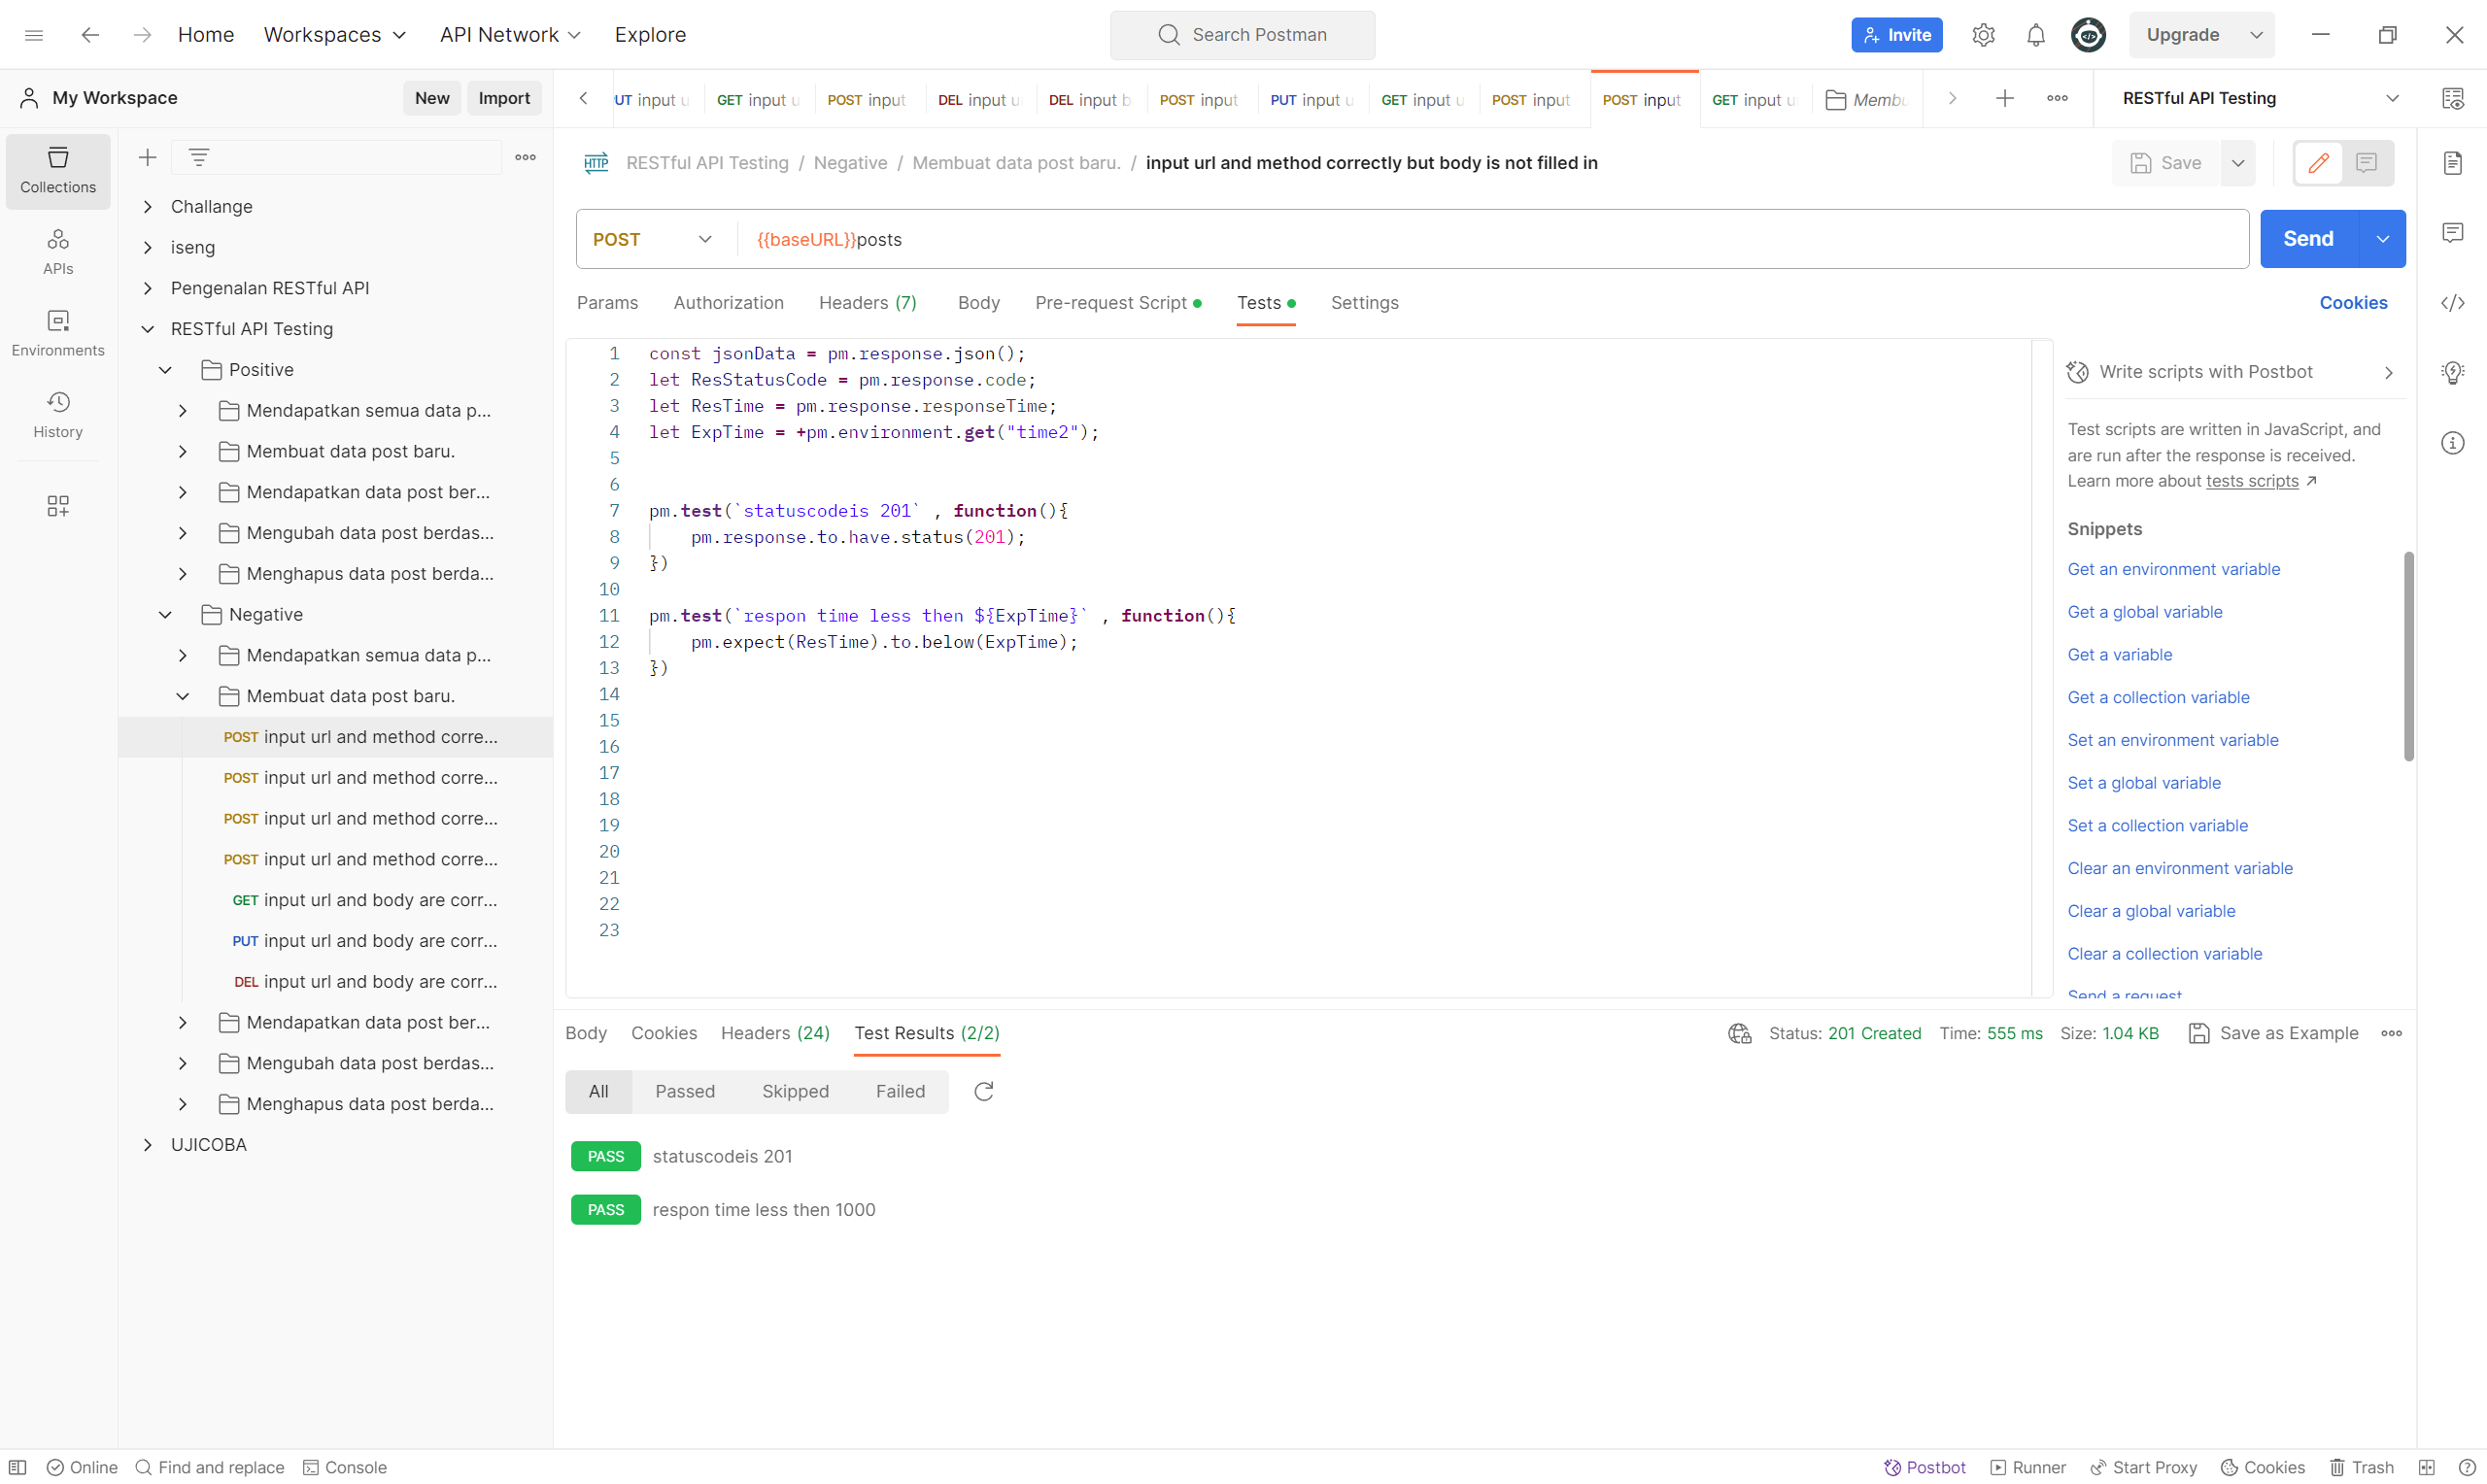 Home Workspaces API Network Explore
Search Postman
Invite
Upgrade
My Workspace
New
Import
GET input
POST input
DEL input
DEL input
POST input
PUT input
GET input
POST input
POST input
GET input
RESTful API Testing
Collections
APIs
Environments
History
Challange
iseng
Pengenalan RESTful API
RESTful API Testing
Positive
Mendapatkan semua data p...
Membuat data post baru.
Mendapatkan data post ber...
Mengubah data post berdas...
Menghapus data post berda...
Negative
Mendapatkan semua data p...
Membuat data post baru.
POST input url and method corre...
POST input url and method corre...
POST input url and method corre...
POST input url and method corre...
GET input url and body are corr...
PUT input url and body are corr...
DEL input url and body are corr...
Mendapatkan data post ber...
Mengubah data post berdas...
Menghapus data post berda...
UJICOBA
HTTP RESTful API Testing / Negative / Membuat data post baru. / input url and method correctly but body is not filled in
Save
POST {{baseURL}}posts
Send
Params Authorization Headers (7) Body Pre-request Script Tests Settings
Cookies
1 const jsonData = pm.response.json();
2 let ResStatusCode = pm.response.code;
3 let ResTime = pm.response.responseTime;
4 let ExpTime = +pm.environment.get("time2");
5
6
7 pm.test(`statuscodeis 201` , function(){
8 pm.response.to.have.status(201);
9 })
10
11 pm.test(`respon time less then ${ExpTime}` , function(){
12 pm.expect(ResTime).to.below(ExpTime);
13 })
14
15
16
17
18
19
20
21
22
23
Write scripts with Postbot
Test scripts are written in JavaScript, and
are run after the response is received.
Learn more about tests scripts ↗
Snippets
Get an environment variable
Get a global variable
Get a variable
Get a collection variable
Set an environment variable
Set a global variable
Set a collection variable
Clear an environment variable
Clear a global variable
Clear a collection variable
Send a request
Body Cookies Headers (24) Test Results (2/2)
Status: 201 Created Time: 555 ms Size: 1.04 KB Save as Example
All Passed Skipped Failed
PASS statuscodeis 201
PASS respon time less then 1000
Online Find and replace Console
Postbot Runner Start Proxy Cookies Trash